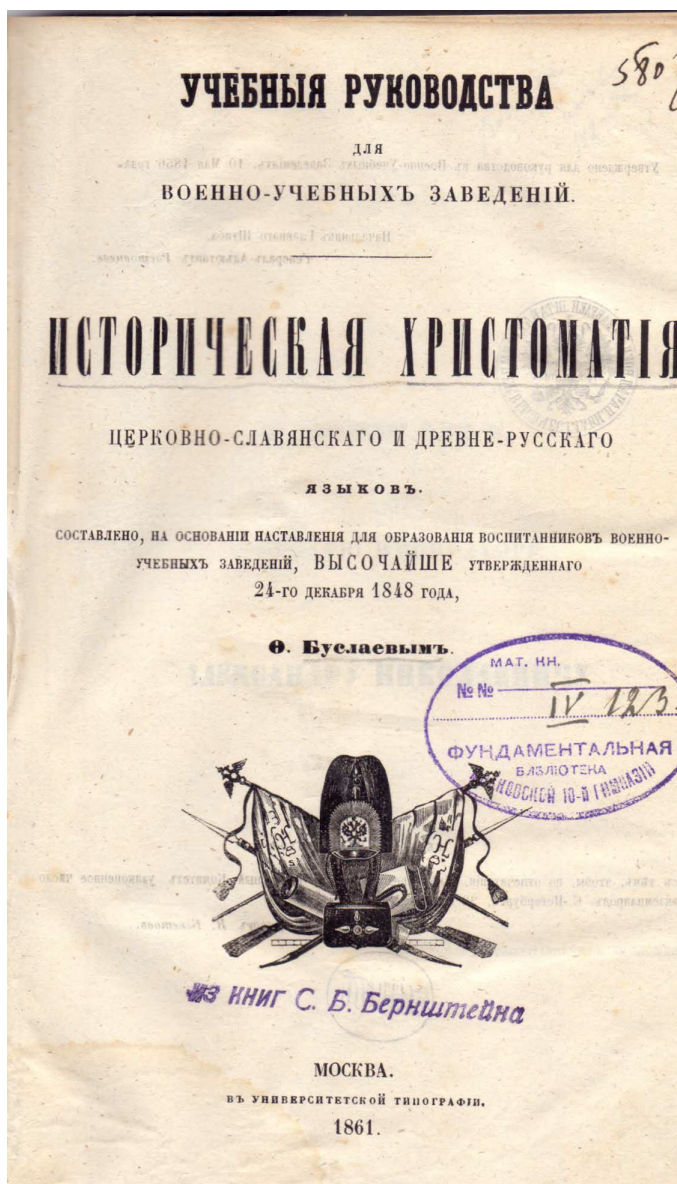 580
УЧЕБНЫЯ РУКОВОДСТВА
ДЛЯ
ВОЕННО-УЧЕБНЫХЪ ЗАВЕДЕНІЙ.
ИСТОРИЧЕСКАЯ ХРИСТОМАТІЯ
ЦЕРКОВНО-СЛАВЯНСКАГО И ДРЕВНЕ-РУССКАГО
ЯЗЫКОВЪ.
СОСТАВЛЕНО, НА ОСНОВАНІИ НАСТАВЛЕНІЯ ДЛЯ ОБРАЗОВАНІЯ ВОСПИТАННИКОВЪ ВОЕННО-
УЧЕБНЫХЪ ЗАВЕДЕНІЙ, ВЫСОЧАЙШЕ УТВЕРЖДЕННАГО
24-ГО ДЕКАБРЯ 1848 ГОДА,
Ѳ. Буслаевымъ.
МАТ. КН.
№№
IV 123
ФУНДАМЕНТАЛЬНАЯ
БИБЛІОТЕКА
10-й ГИМНАЗІИ
из книг С. Б. Бернштейна
МОСКВА.
ВЪ УНИВЕРСИТЕТСКОЙ ТИПОГРАФІИ.
1861.